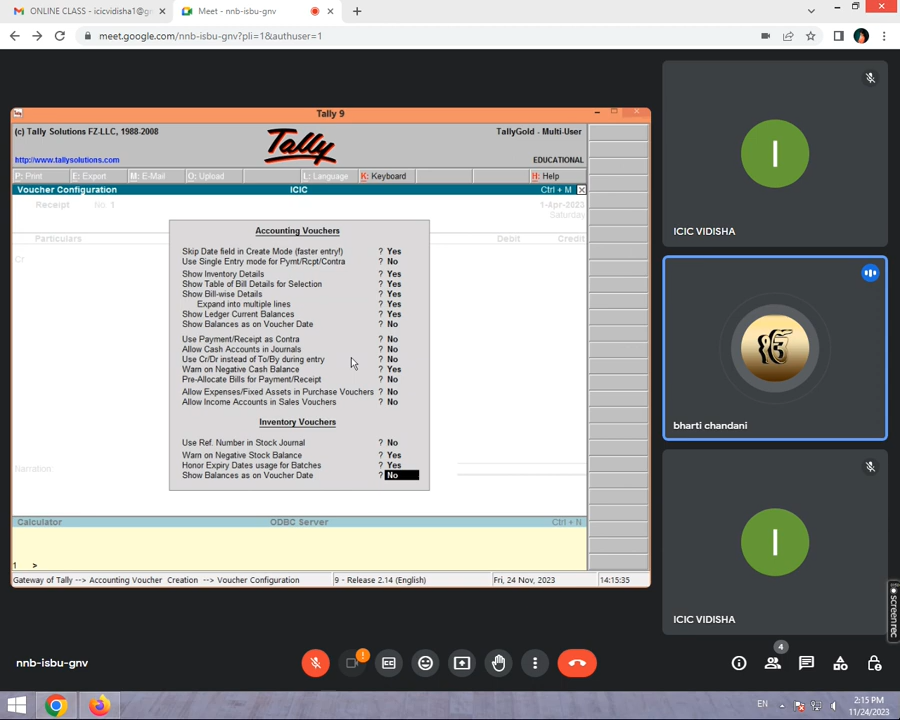 ONLINE CLASS - icicvidisha1@g
Meet - nnb-isbu-gnv
meet.google.com/nnb-isbu-gnv?pli=1&authuser=1
Tally 9
(c) Tally Solutions FZ-LLC, 1988-2008
Tally
TallyGold - Multi-User
http://www.tallysolutions.com
EDUCATIONAL
P: Print
E: Export
M: E-Mail
O: Upload
L: Language
K: Keyboard
H: Help
Voucher Configuration
ICIC
Ctrl + M
Receipt No. 1
1-Apr-2023
Saturday
Particulars
Debit Credit
Cr
Accounting Vouchers
Skip Date field in Create Mode (faster entry!) ? Yes
Use Single Entry mode for Pymt/Rcpt/Contra ? No
Show Inventory Details ? Yes
Show Table of Bill Details for Selection ? Yes
Show Bill-wise Details ? Yes
Expand into multiple lines ? Yes
Show Ledger Current Balances ? Yes
Show Balances as on Voucher Date ? No
Use Payment/Receipt as Contra ? No
Allow Cash Accounts in Journals ? No
Use Cr/Dr instead of To/By during entry ? No
Warn on Negative Cash Balance ? Yes
Pre-Allocate Bills for Payment/Receipt ? No
Allow Expenses/Fixed Assets in Purchase Vouchers ? No
Allow Income Accounts in Sales Vouchers ? No
Inventory Vouchers
Use Ref. Number in Stock Journal ? No
Warn on Negative Stock Balance ? Yes
Honor Expiry Dates usage for Batches ? Yes
Show Balances as on Voucher Date ? No
Narration:
Calculator
ODBC Server
Ctrl + N
1 >
Gateway of Tally --> Accounting Voucher Creation --> Voucher Configuration
9 - Release 2.14 (English)
Fri, 24 Nov, 2023
14:15:35
I
ICIC VIDISHA
bharti chandani
I
ICIC VIDISHA
screen rec
nnb-isbu-gnv
4
EN
2:15 PM
11/24/2023